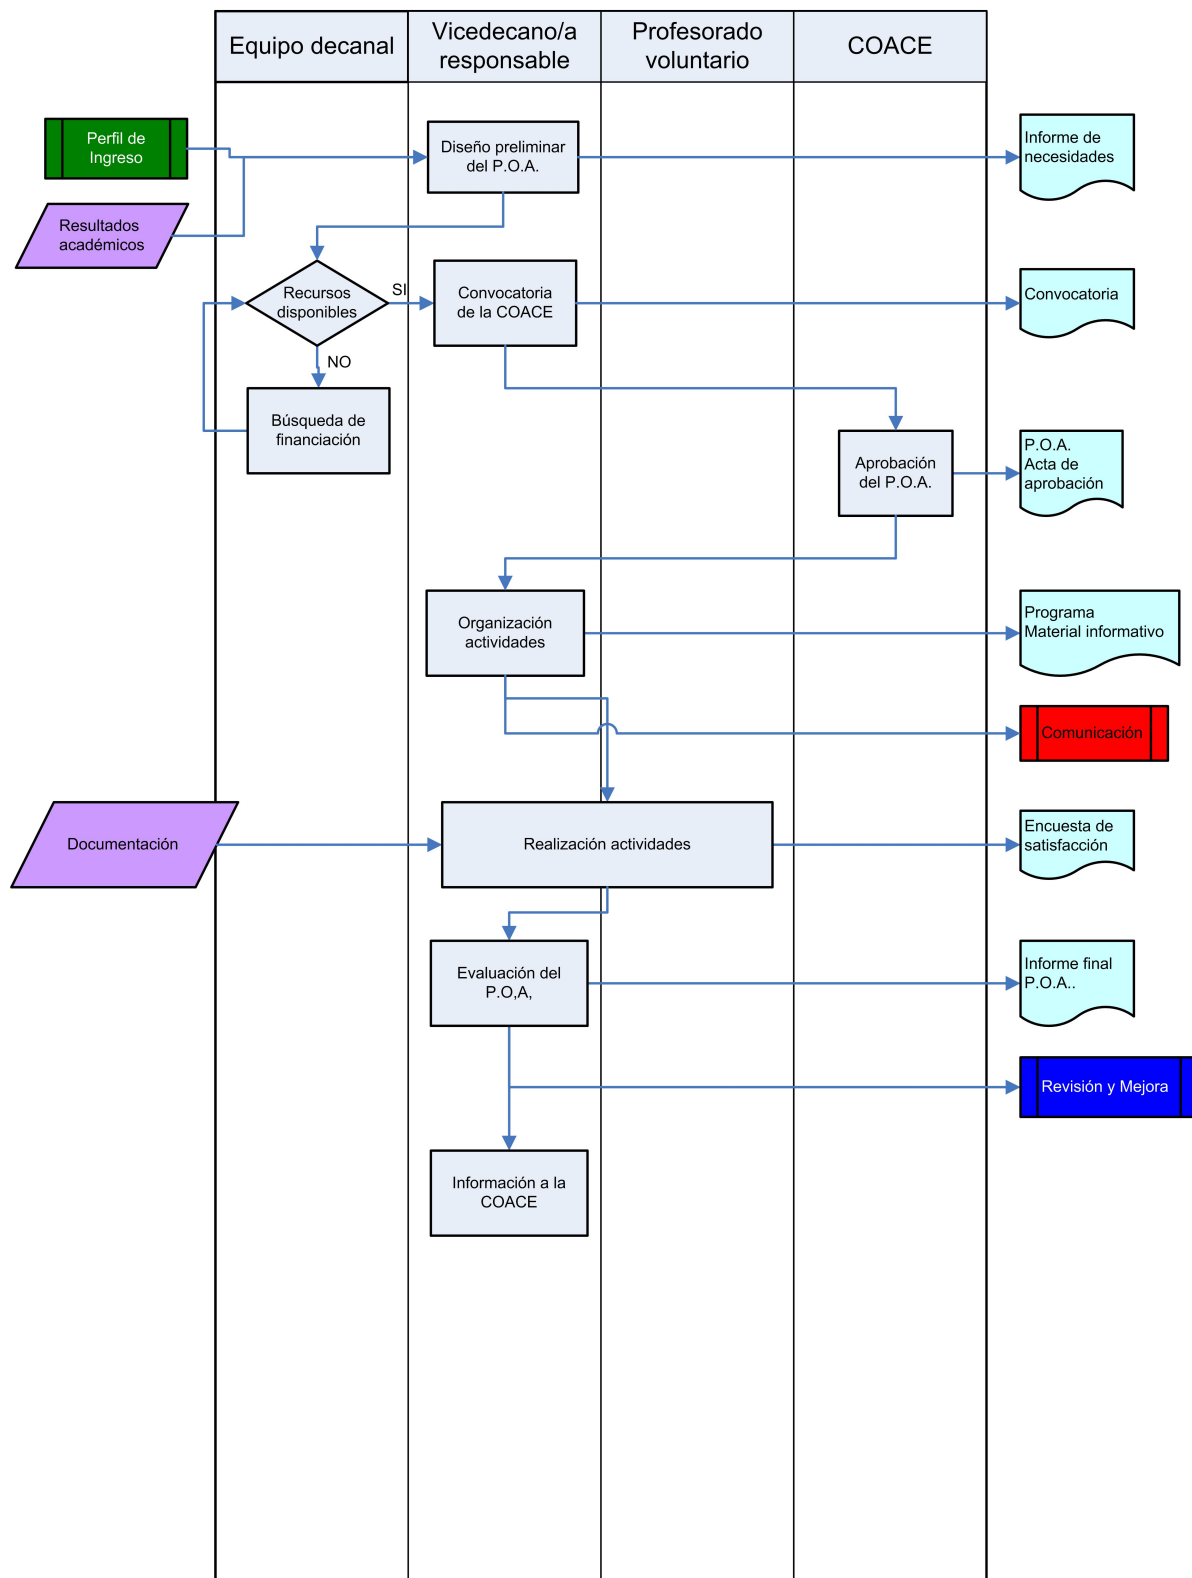 Equipo decanal
Vicedecano/a
responsable
Profesorado
voluntario
COACE
Perfil de
Ingreso
Diseño preliminar
del P.O.A.
Informe de
necesidades
Resultados
académicos
Recursos
disponibles
SI
Convocatoria
de la COACE
Convocatoria
NO
Búsqueda de
financiación
Aprobación
del P.O.A.
P.O.A.
Acta de
aprobación
Organización
actividades
Programa
Material informativo
Comunicación
Documentación
Realización actividades
Encuesta de
satisfacción
Evaluación del
P.O,A,
Informe final
P.O.A..
Revisión y Mejora
Información a la
COACE